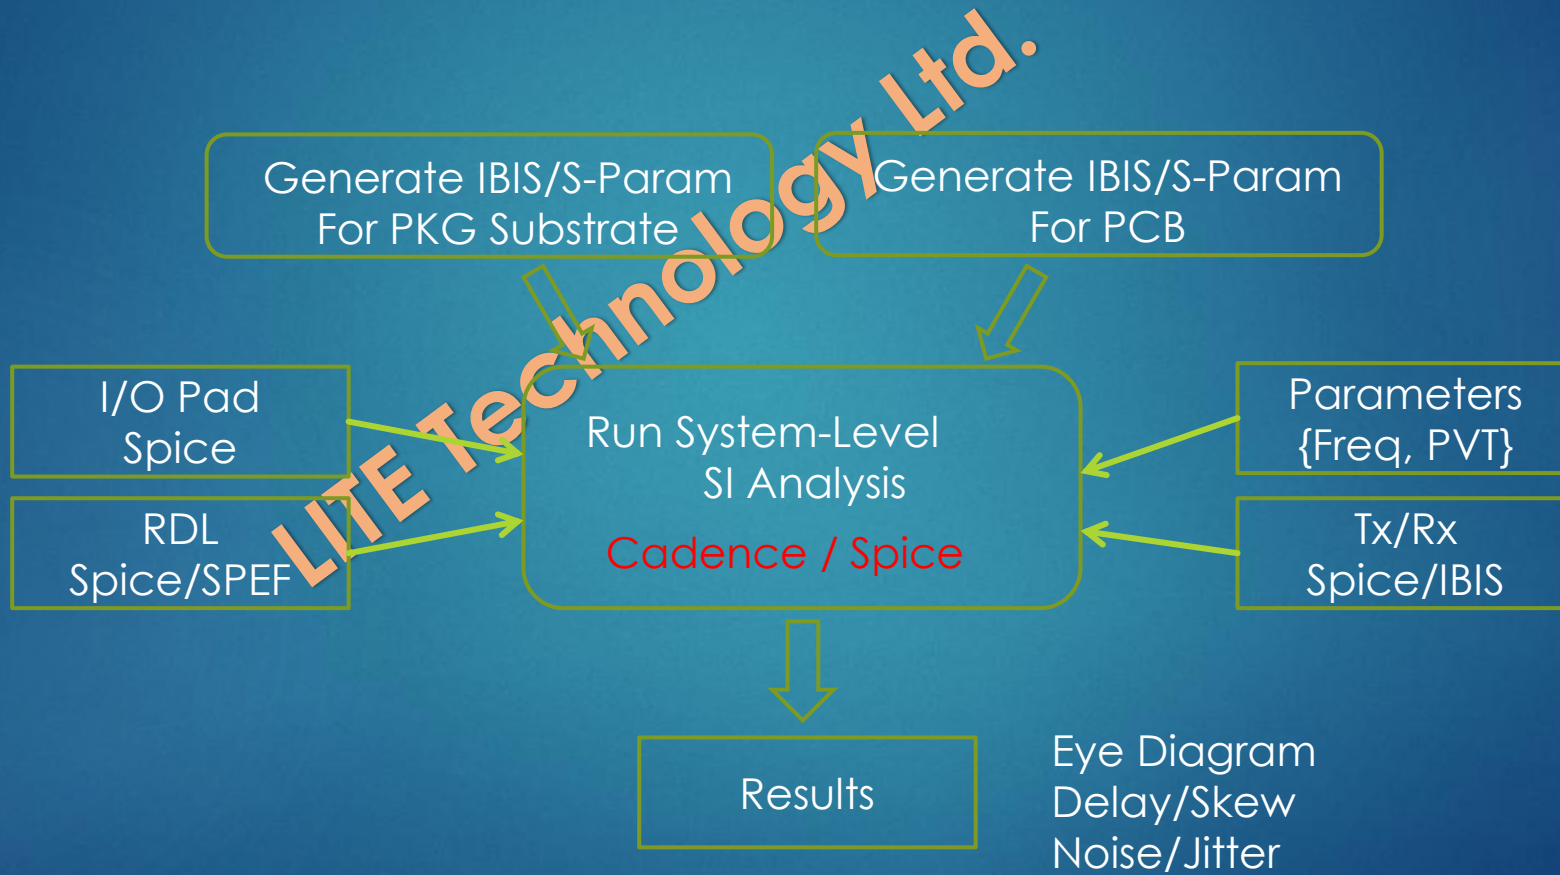 LITE Technology Ltd.
Generate IBIS/S-Param
For PKG Substrate
Generate IBIS/S-Param
For PCB
I/O Pad
Spice
RDL
Spice/SPEF
Run System-Level
SI Analysis
Cadence / Spice
Parameters
{Freq, PVT}
Tx/Rx
Spice/IBIS
Results
Eye Diagram
Delay/Skew
Noise/Jitter